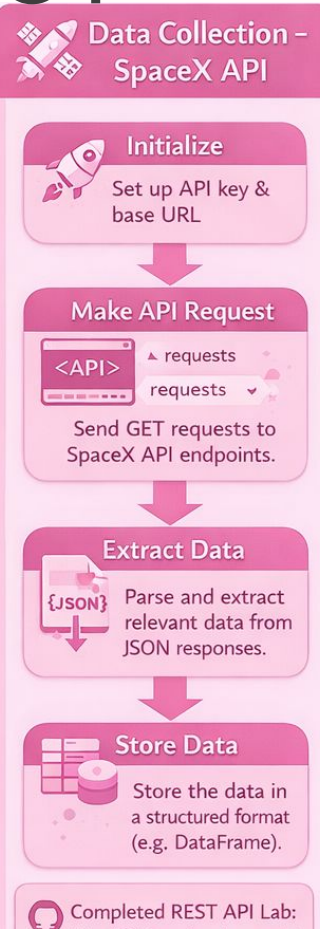 Data Collection –
SpaceX API
Initialize
Set up API key &
base URL
Make API Request
<API>
requests
requests
Send GET requests to
SpaceX API endpoints.
Extract Data
{JSON}
Parse and extract
relevant data from
JSON responses.
Store Data
Store the data in
a structured format
(e.g. DataFrame).
Completed REST API Lab: